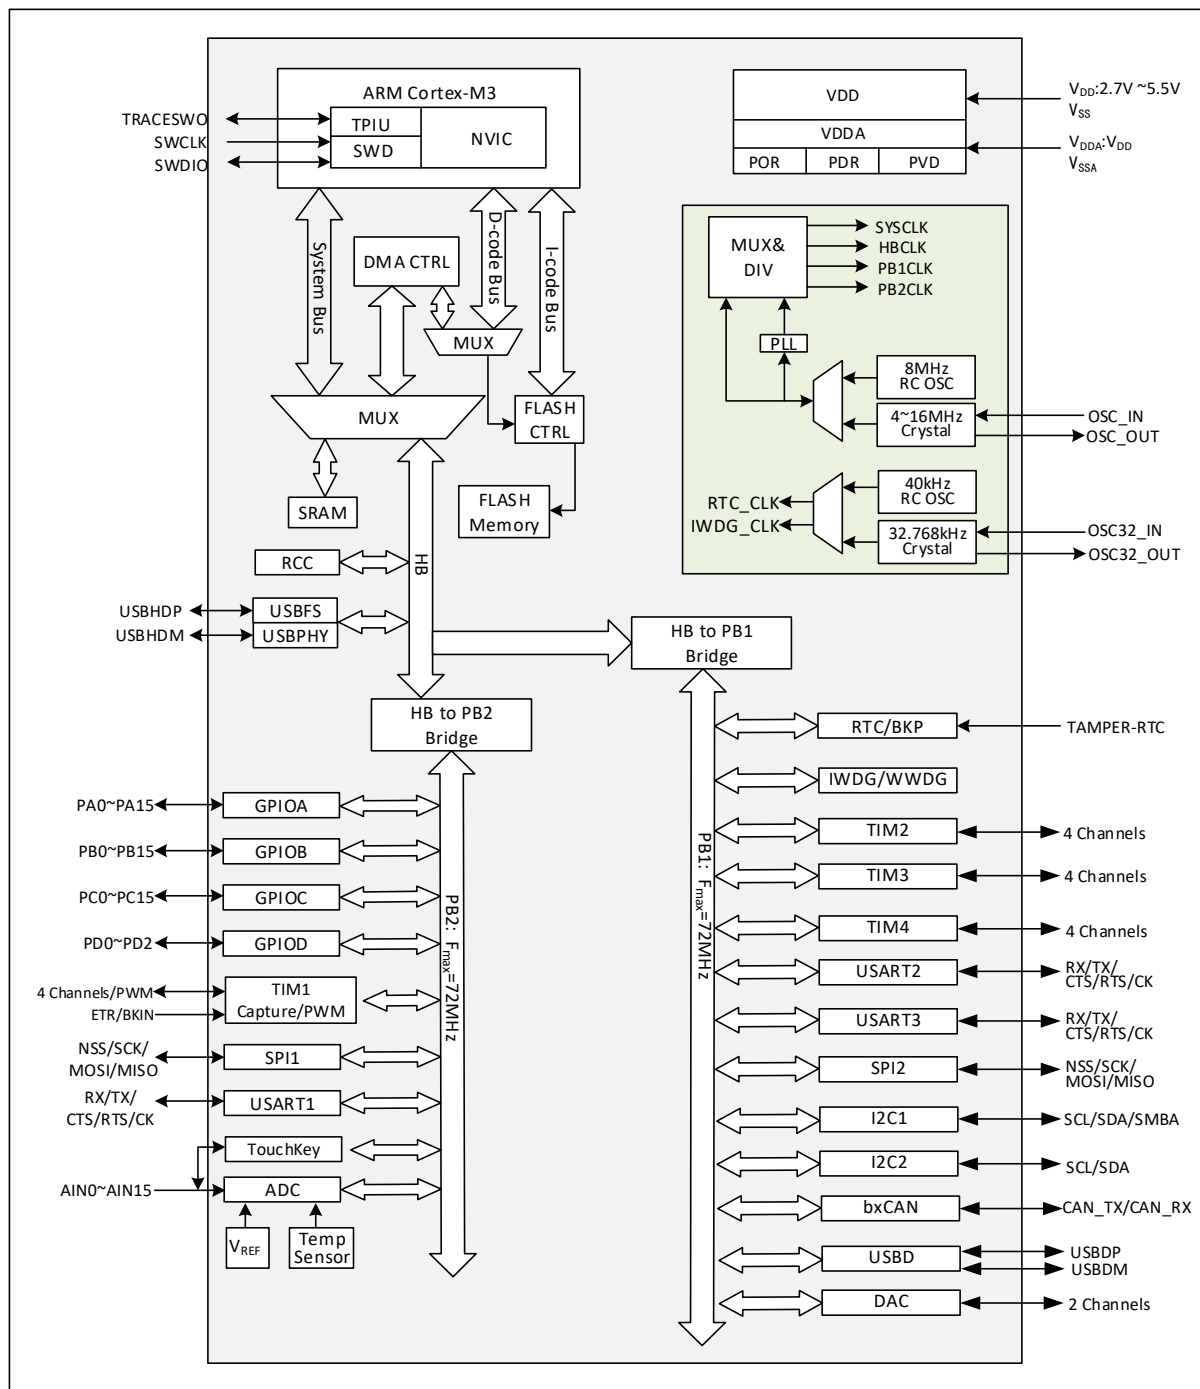 ARM Cortex-M3
TPIU
SWD
NVIC
TRACESWO
SWCLK
SWDIO
VDD
VDDA
POR
PDR
PVD
VDD:2.7V ~5.5V
VSS
VDDA:VDD
VSSA
System Bus
DMA CTRL
D-code Bus
I-code Bus
MUX
MUX
FLASH
CTRL
FLASH
Memory
SRAM
MUX&
DIV
SYSCLK
HBCLK
PB1CLK
PB2CLK
PLL
8MHz
RC OSC
4~16MHz
Crystal
OSC_IN
OSC_OUT
RTC_CLK
IWDG_CLK
40kHz
RC OSC
32.768kHz
Crystal
OSC32_IN
OSC32_OUT
RCC
HB
USBHDP
USBHDM
USBFS
USBPHY
HB to PB1
Bridge
HB to PB2
Bridge
PA0~PA15
GPIOA
PB0~PB15
GPIOB
PC0~PC15
GPIOC
PD0~PD2
GPIOD
4 Channels/PWM
ETR/BKIN
TIM1
Capture/PWM
NSS/SCK/
MOSI/MISO
SPI1
RX/TX/
CTS/RTS/CK
USART1
TouchKey
AIN0~AIN15
ADC
VREF
Temp
Sensor
PB2: Fmax=72MHz
PB1: Fmax=72MHz
RTC/BKP
TAMPER-RTC
IWDG/WWDG
TIM2
4 Channels
TIM3
4 Channels
TIM4
4 Channels
USART2
RX/TX/
CTS/RTS/CK
USART3
RX/TX/
CTS/RTS/CK
SPI2
NSS/SCK/
MOSI/MISO
I2C1
SCL/SDA/SMBA
I2C2
SCL/SDA
bxCAN
CAN_TX/CAN_RX
USBD
USBDP
USBDM
DAC
2 Channels